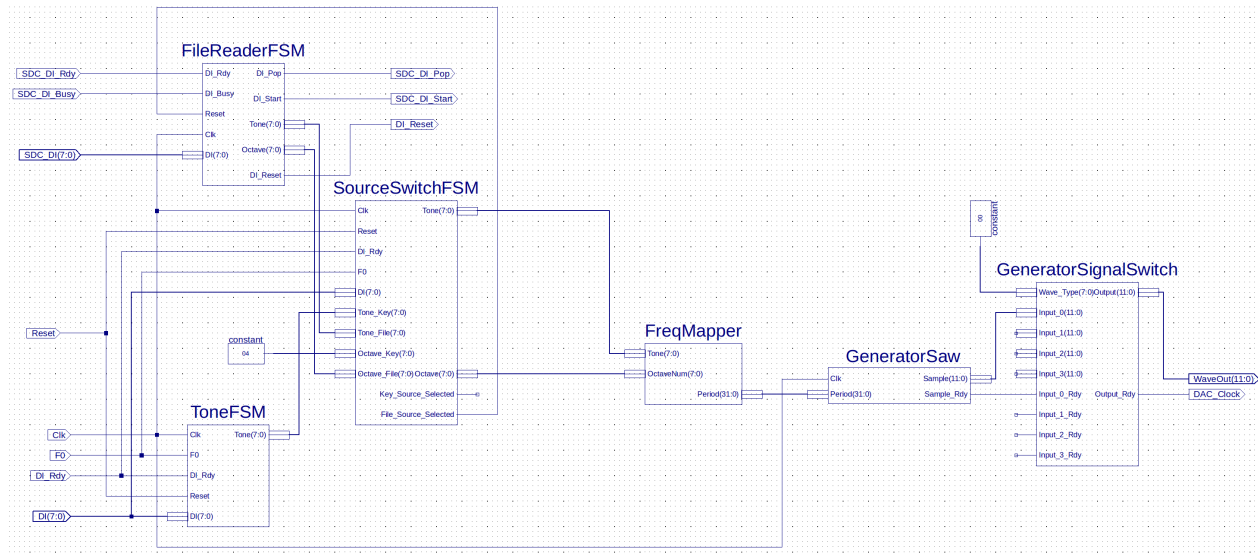 FileReaderFSM
SDC_DI_Rdy
SDC_DI_Busy
SDC_DI(7:0)
DI_Rdy
DI_Busy
Reset
Clk
DI(7:0)
DI_Pop
DI_Start
Tone(7:0)
Octave(7:0)
DI_Reset
SDC_DI_Pop
SDC_DI_Start
DI_Reset
SourceSwitchFSM
Clk
Reset
DI_Rdy
F0
DI(7:0)
Tone_Key(7:0)
Tone_File(7:0)
Octave_Key(7:0)
Octave_File(7:0)
Tone(7:0)
Octave(7:0)
Key_Source_Selected
File_Source_Selected
Reset
constant
04
ToneFSM
Clk
F0
DI_Rdy
DI(7:0)
Clk
F0
DI_Rdy
Reset
DI(7:0)
Tone(7:0)
FreqMapper
Tone(7:0)
OctaveNum(7:0)
Period(31:0)
GeneratorSaw
Clk
Period(31:0)
Sample(11:0)
Sample_Rdy
00
constant
GeneratorSignalSwitch
Wave_Type(7:0)
Input_0(11:0)
Input_1(11:0)
Input_2(11:0)
Input_3(11:0)
Input_0_Rdy
Input_1_Rdy
Input_2_Rdy
Input_3_Rdy
Output(11:0)
Output_Rdy
WaveOut(11:0)
DAC_Clock